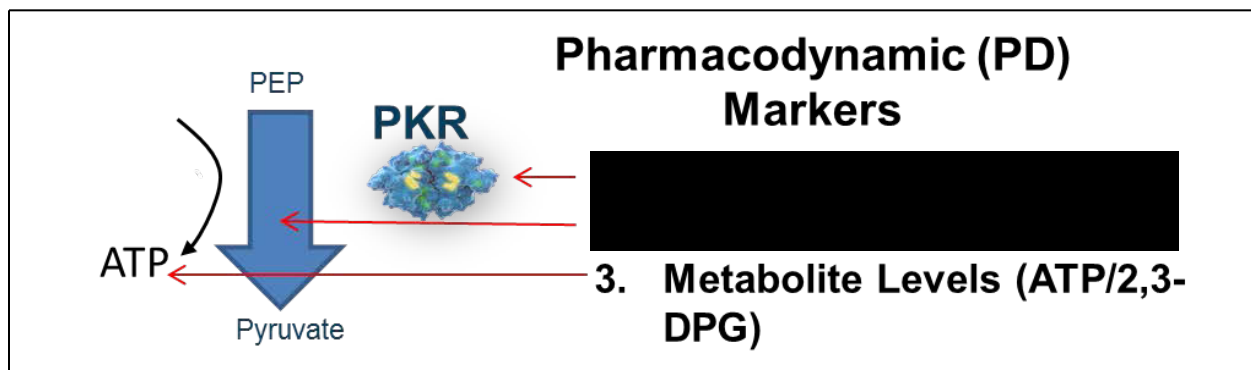 Pharmacodynamic (PD)
Markers
PEP
PKR
ATP
3. Metabolite Levels (ATP/2,3-
DPG)
Pyruvate